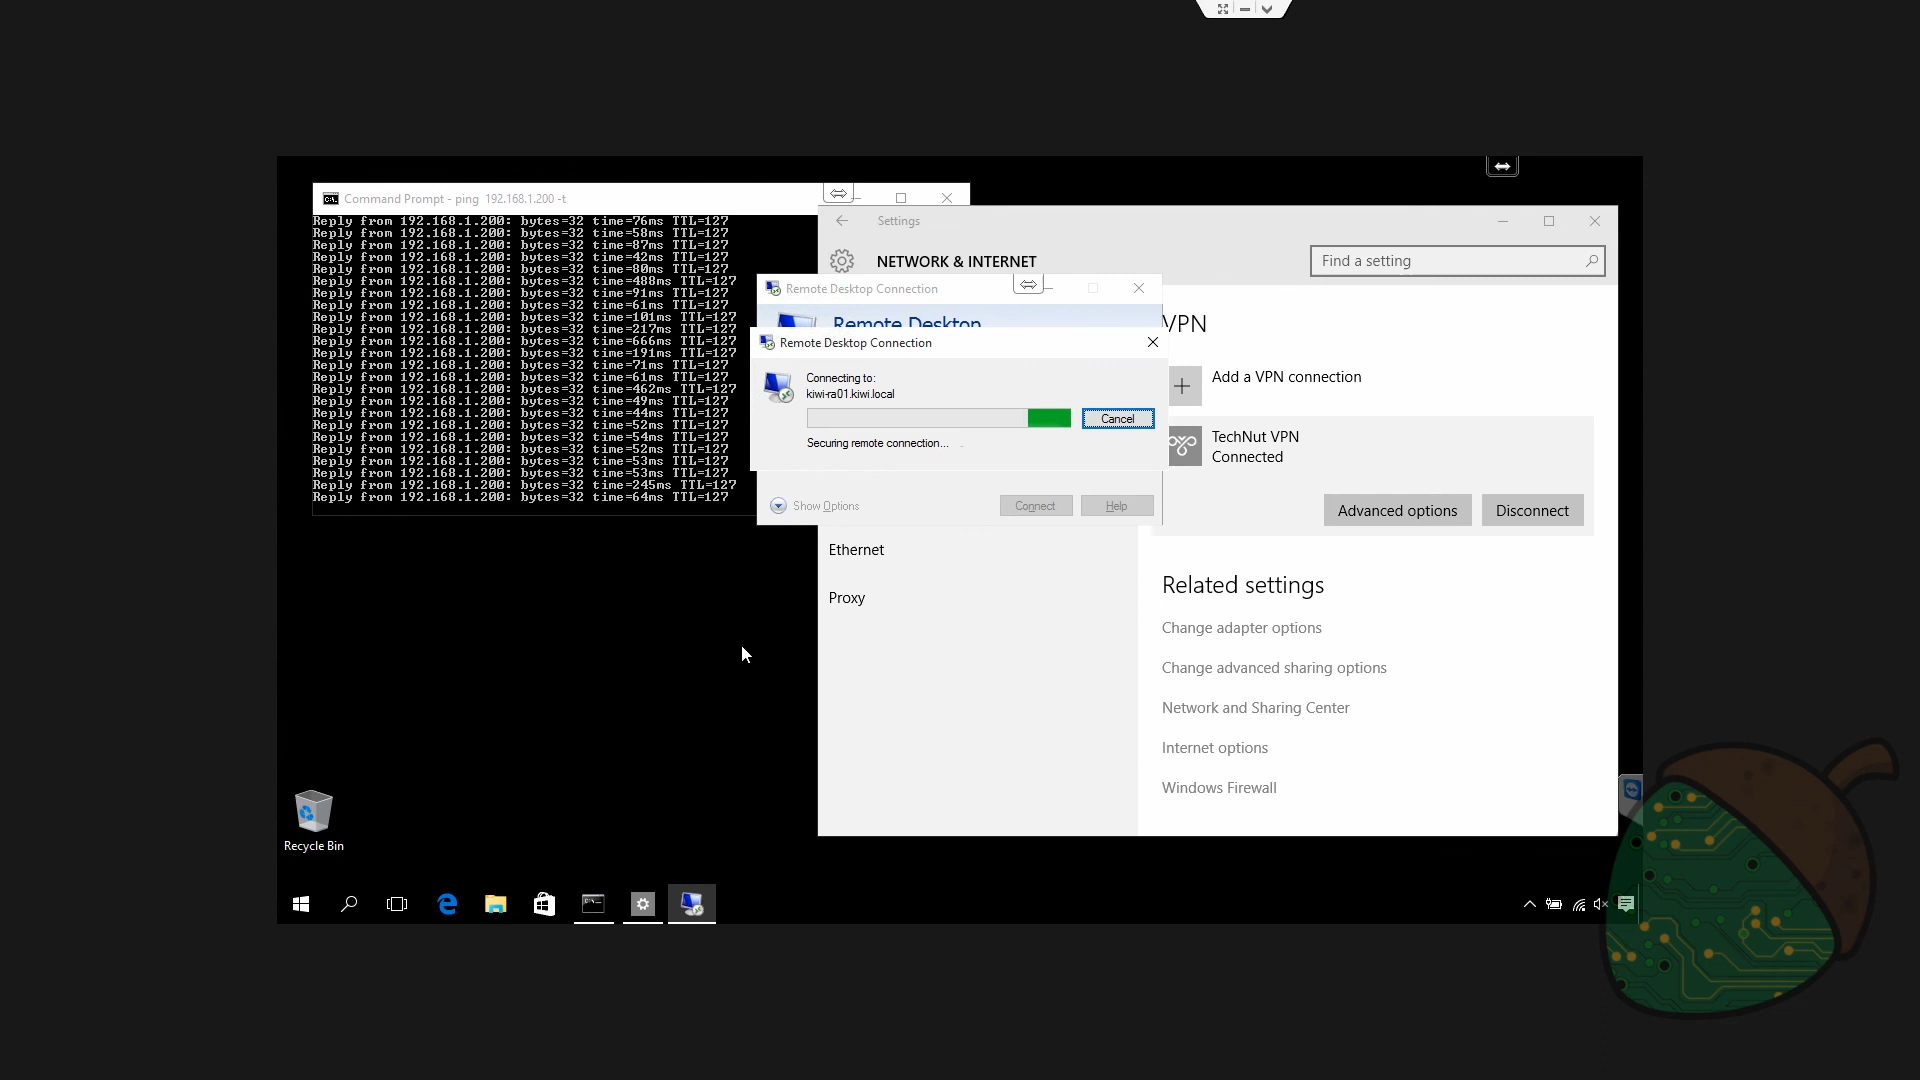 Command Prompt - ping 192.168.1.200 -t
Reply from 192.168.1.200: bytes=32 time=76ms TTL=127
Reply from 192.168.1.200: bytes=32 time=58ms TTL=127
Reply from 192.168.1.200: bytes=32 time=87ms TTL=127
Reply from 192.168.1.200: bytes=32 time=42ms TTL=127
Reply from 192.168.1.200: bytes=32 time=80ms TTL=127
Reply from 192.168.1.200: bytes=32 time=488ms TTL=127
Reply from 192.168.1.200: bytes=32 time=91ms TTL=127
Reply from 192.168.1.200: bytes=32 time=61ms TTL=127
Reply from 192.168.1.200: bytes=32 time=101ms TTL=127
Reply from 192.168.1.200: bytes=32 time=217ms TTL=127
Reply from 192.168.1.200: bytes=32 time=666ms TTL=127
Reply from 192.168.1.200: bytes=32 time=191ms TTL=127
Reply from 192.168.1.200: bytes=32 time=71ms TTL=127
Reply from 192.168.1.200: bytes=32 time=61ms TTL=127
Reply from 192.168.1.200: bytes=32 time=462ms TTL=127
Reply from 192.168.1.200: bytes=32 time=49ms TTL=127
Reply from 192.168.1.200: bytes=32 time=44ms TTL=127
Reply from 192.168.1.200: bytes=32 time=52ms TTL=127
Reply from 192.168.1.200: bytes=32 time=54ms TTL=127
Reply from 192.168.1.200: bytes=32 time=52ms TTL=127
Reply from 192.168.1.200: bytes=32 time=53ms TTL=127
Reply from 192.168.1.200: bytes=32 time=53ms TTL=127
Reply from 192.168.1.200: bytes=32 time=245ms TTL=127
Reply from 192.168.1.200: bytes=32 time=64ms TTL=127
Settings
NETWORK & INTERNET
Find a setting
Remote Desktop Connection
Remote Desktop
Remote Desktop Connection
Connecting to:
kiwi-ra01.kiwi.local
Cancel
Securing remote connection...
Show Options
Connect
Help
Ethernet
Proxy
VPN
Add a VPN connection
TechNut VPN
Connected
Advanced options
Disconnect
Related settings
Change adapter options
Change advanced sharing options
Network and Sharing Center
Internet options
Windows Firewall
Recycle Bin